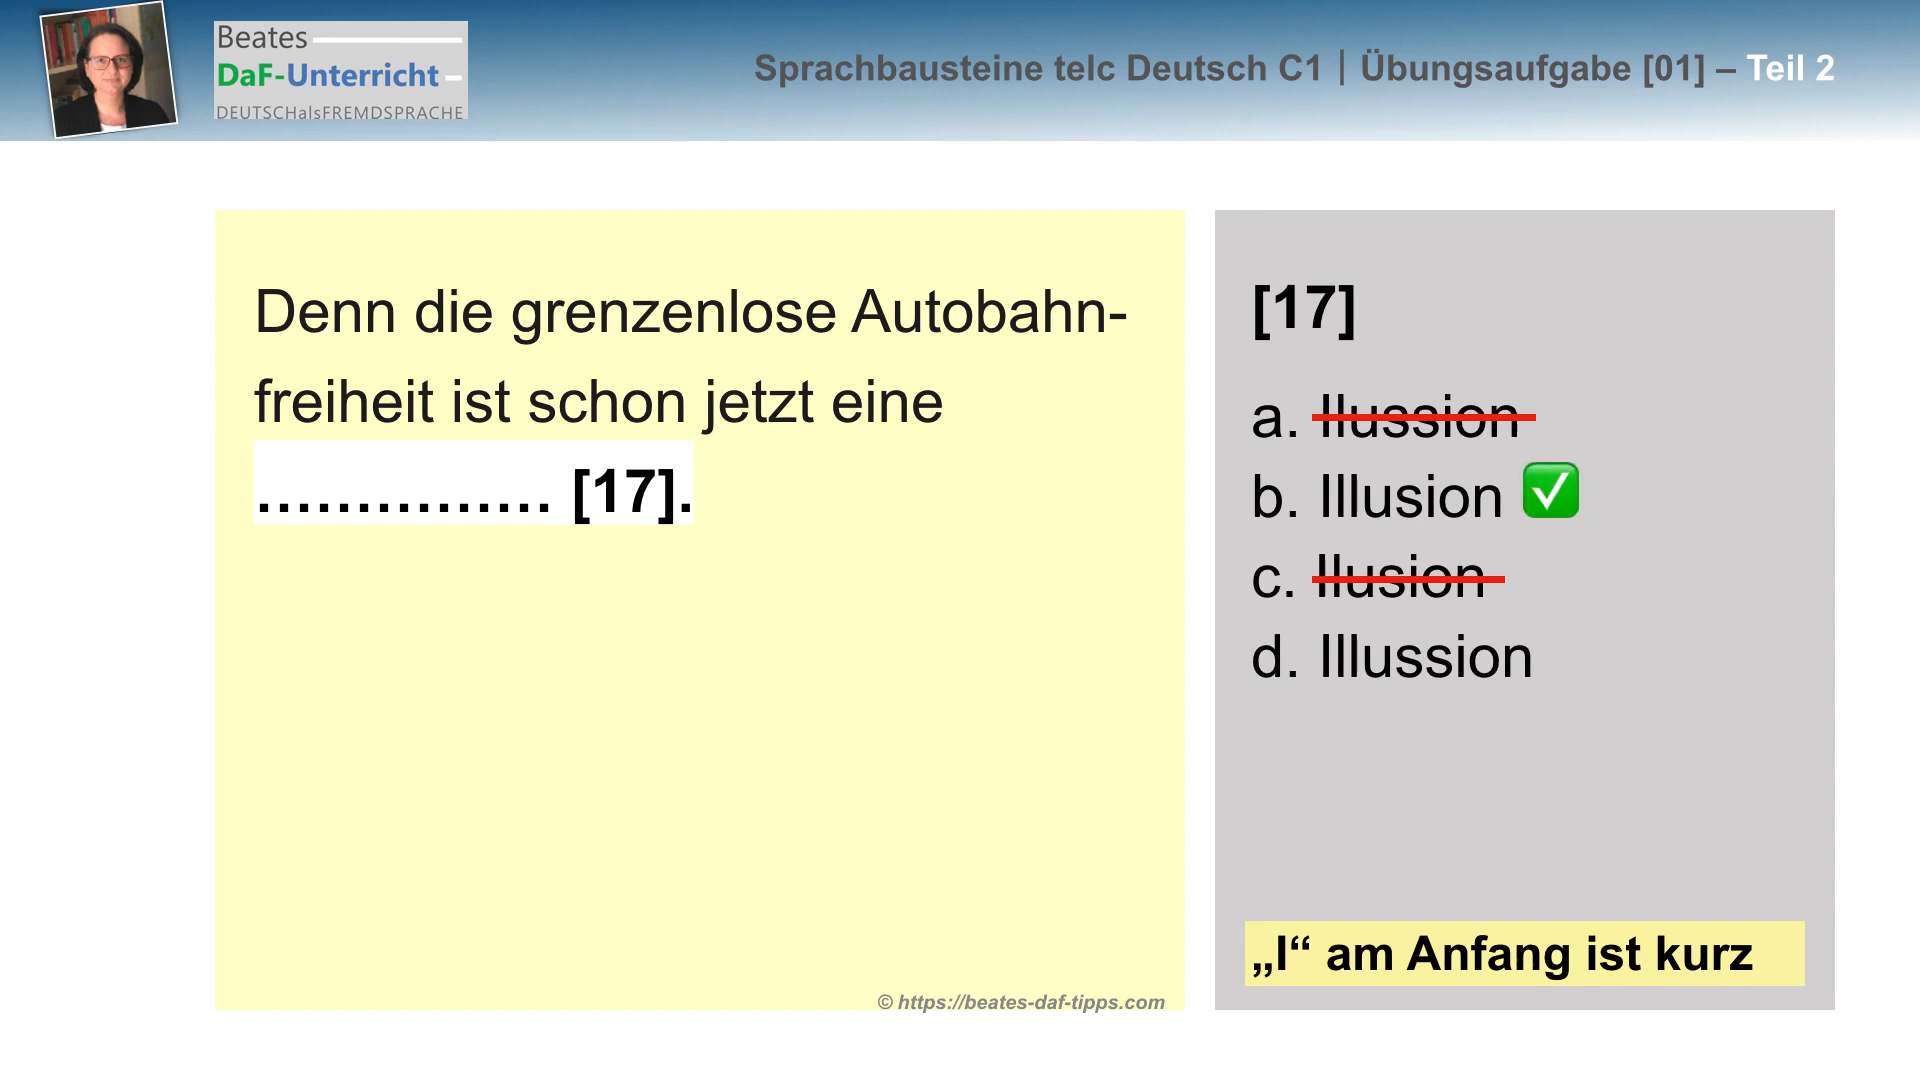 Beates
DaF-Unterricht
DEUTSCHalsFREMDSPRACHE
Sprachbausteine telc Deutsch C1 | Übungsaufgabe [01] – Teil 2
Denn die grenzenlose Autobahn-
freiheit ist schon jetzt eine
…………… [17].
© https://beates-daf-tipps.com
[17]
a. Ilussion
b. Illusion ✅
c. Ilusion
d. Illussion
„I“ am Anfang ist kurz